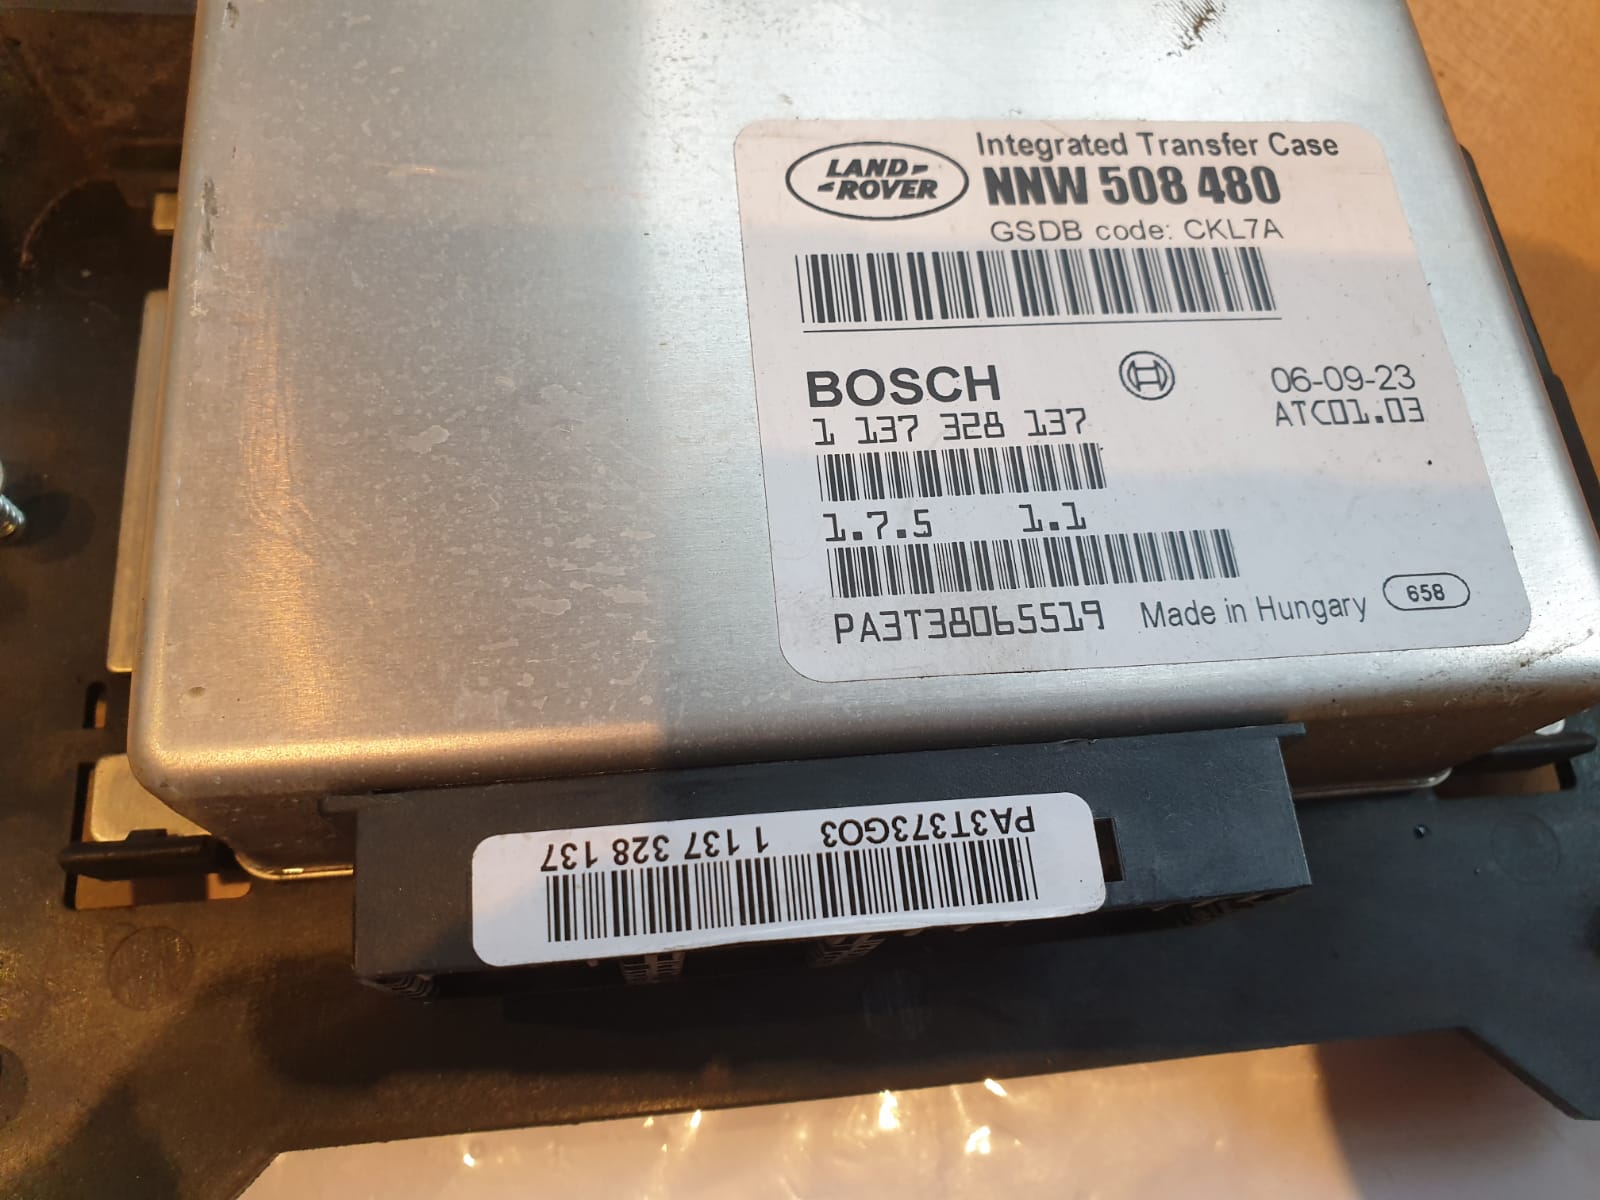 LAND-
-ROVER
Integrated Transfer Case
NNW 508 480
GSDB code: CKL7A
BOSCH
06-09-23
1 137 328 137
ATC01.03
1.7.5 1.1
PA3T38065519
Made in Hungary
658
PA3T373G03 1 137 328 137